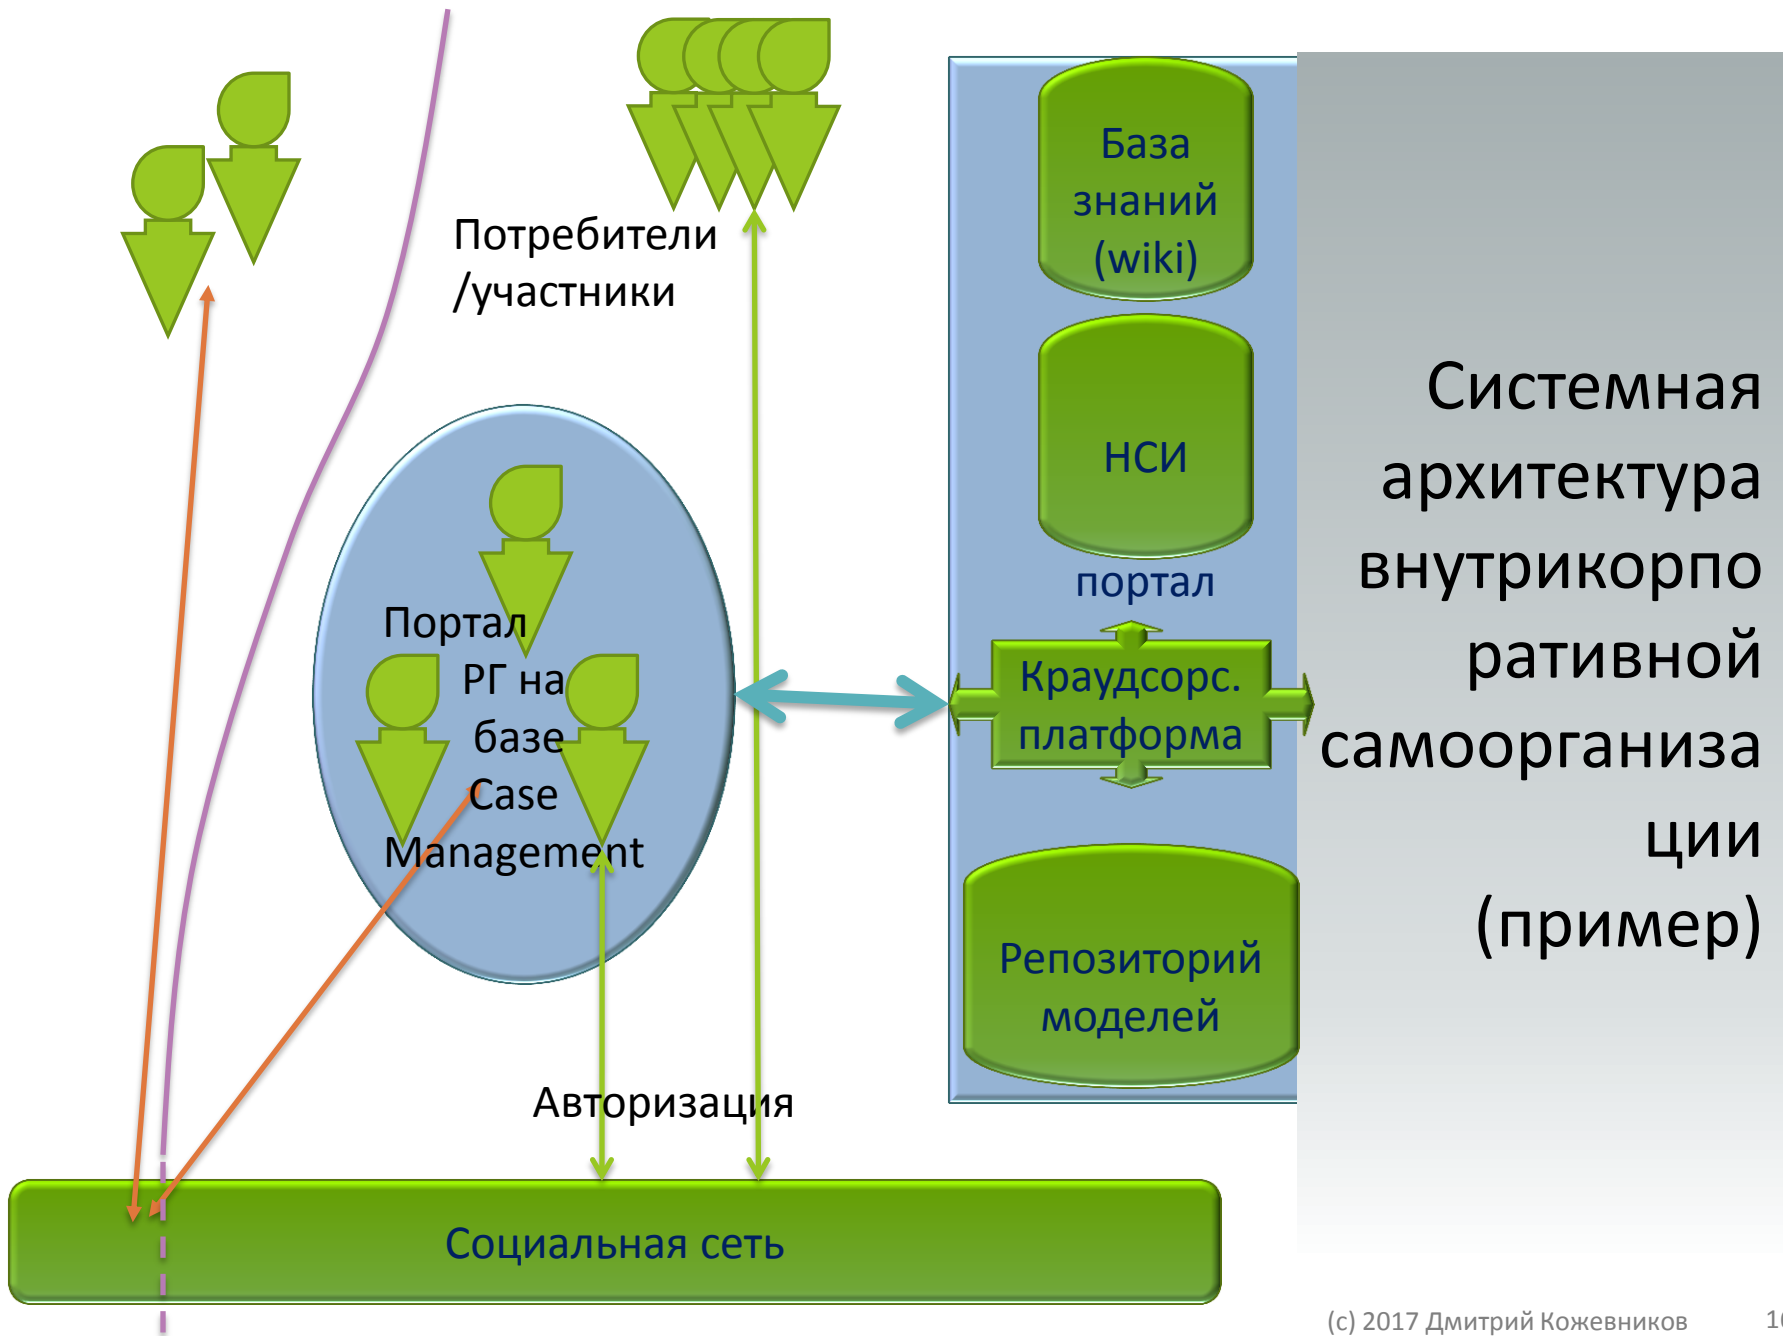 База
знаний
(wiki)
Потребители
/участники
НСИ
портал
Системная
архитектура
внутрикорпо
ративной
самоорганиза
ции
(пример)
Портал
РГ на
базе
Case
Management
Краудсорс.
платформа
Репозиторий
моделей
Авторизация
Социальная сеть
(c) 2017 Дмитрий Кожевников